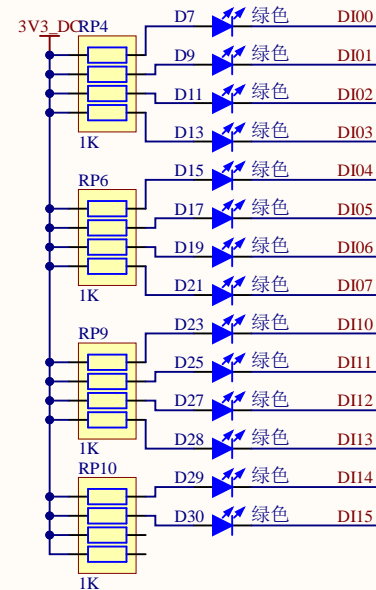 D7 绿色 DI00
3V3_DC RP4
D9 绿色 DI01
D11 绿色 DI02
D13 绿色 DI03
1K
D15 绿色 DI04
RP6
D17 绿色 DI05
D19 绿色 DI06
D21 绿色 DI07
1K
D23 绿色 DI10
RP9
D25 绿色 DI11
D27 绿色 DI12
D28 绿色 DI13
1K
RP10
D29 绿色 DI14
D30 绿色 DI15
1K